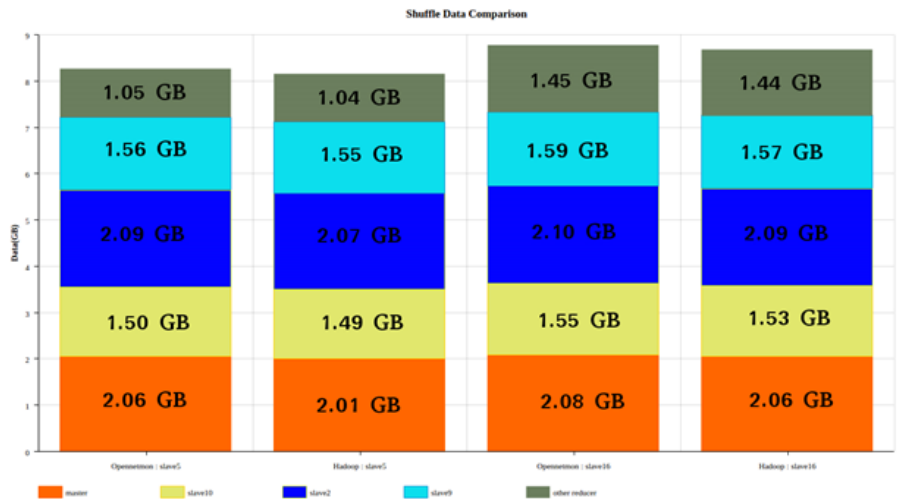 Shuffle Data Comparison
Data(GB)
9
8
7
6
5
4
3
2
1
0
1.05 GB
1.04 GB
1.45 GB
1.44 GB
1.56 GB
1.55 GB
1.59 GB
1.57 GB
2.09 GB
2.07 GB
2.10 GB
2.09 GB
1.50 GB
1.49 GB
1.55 GB
1.53 GB
2.06 GB
2.01 GB
2.08 GB
2.06 GB
Opennetmon : slave5
Hadoop : slave5
Opennetmon : slave16
Hadoop : slave16
master
slave10
slave2
slave9
other reducer